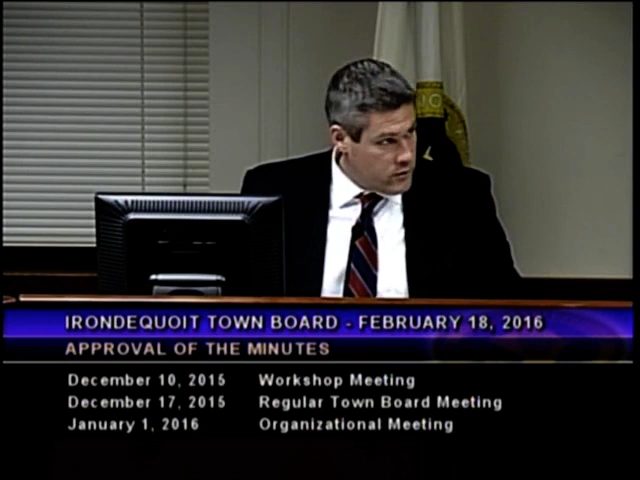 IRONDEQUOIT TOWN BOARD - FEBRUARY 18, 2016
APPROVAL OF THE MINUTES
December 10, 2015 Workshop Meeting
December 17, 2015 Regular Town Board Meeting
January 1, 2016 Organizational Meeting